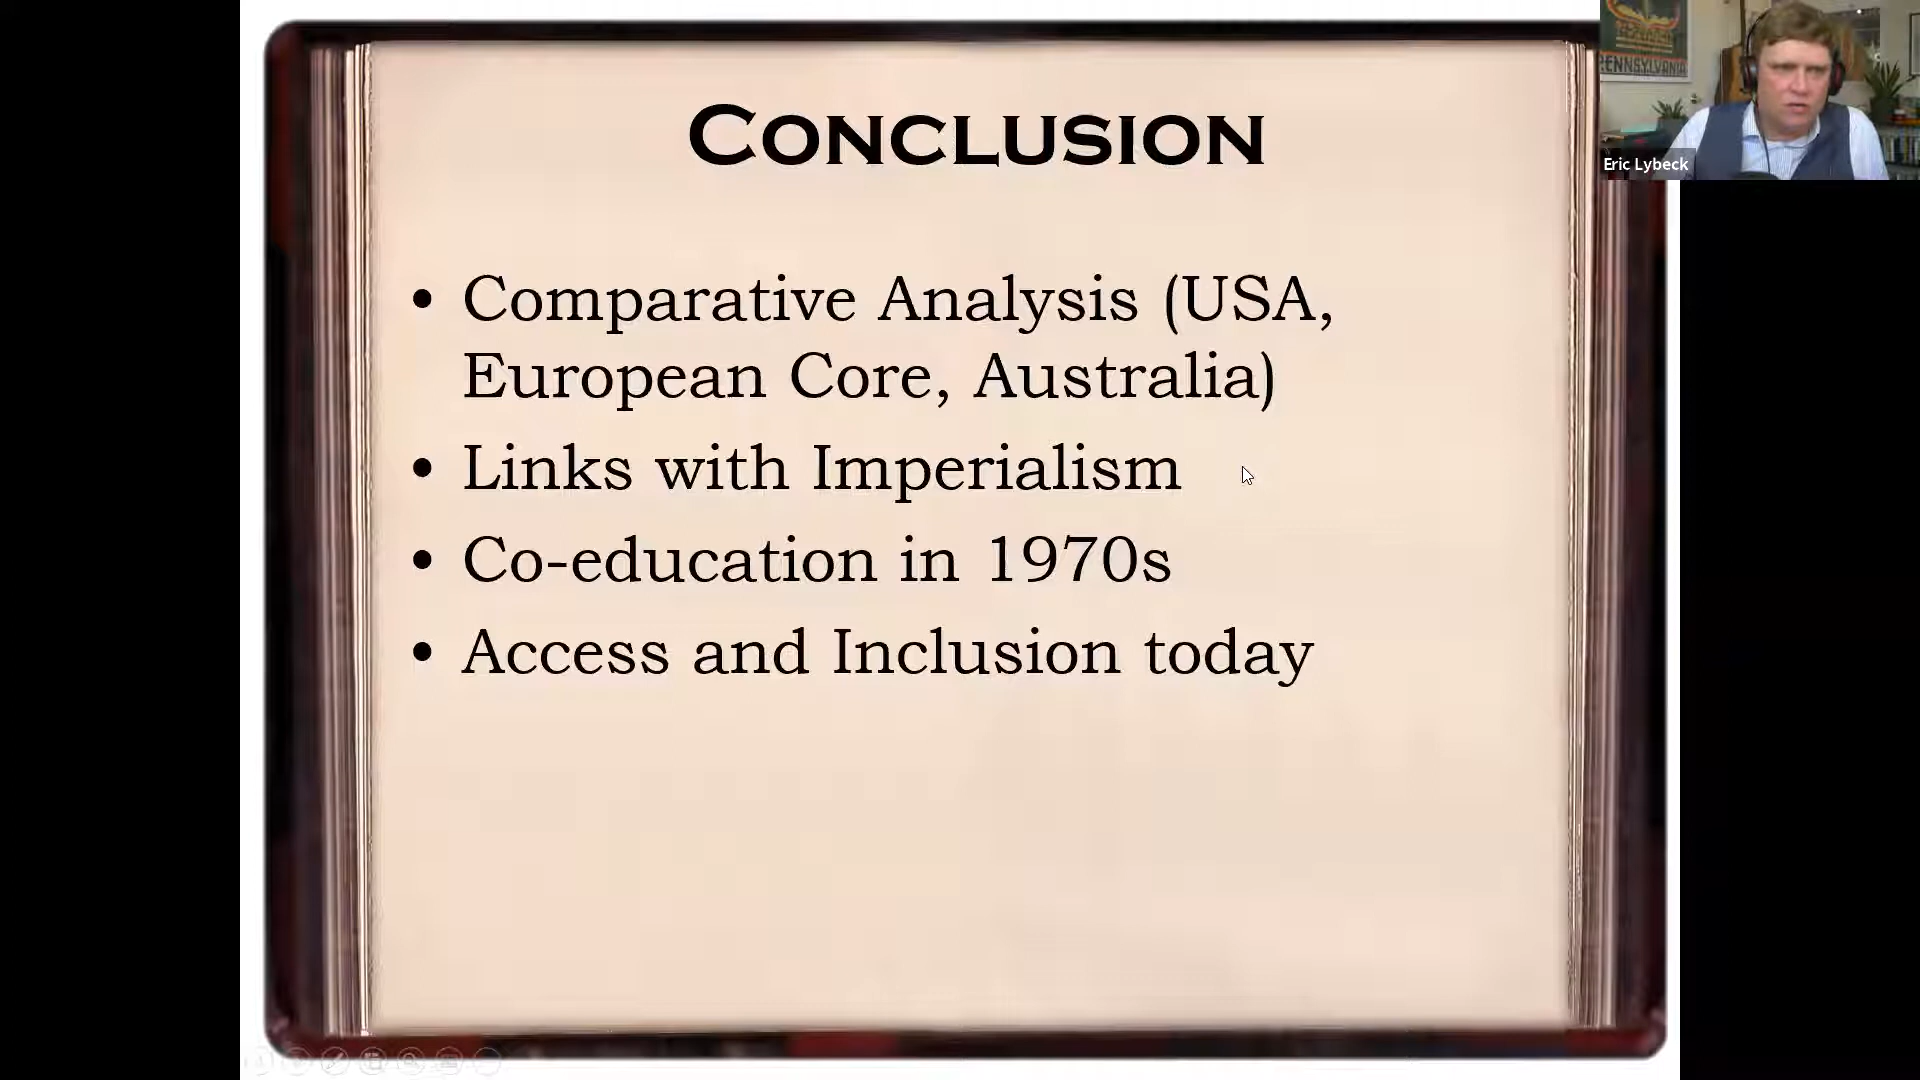 Conclusion
• Comparative Analysis (USA,
European Core, Australia)
• Links with Imperialism
• Co-education in 1970s
• Access and Inclusion today
PENNSYLVANIA
Eric Lybeck